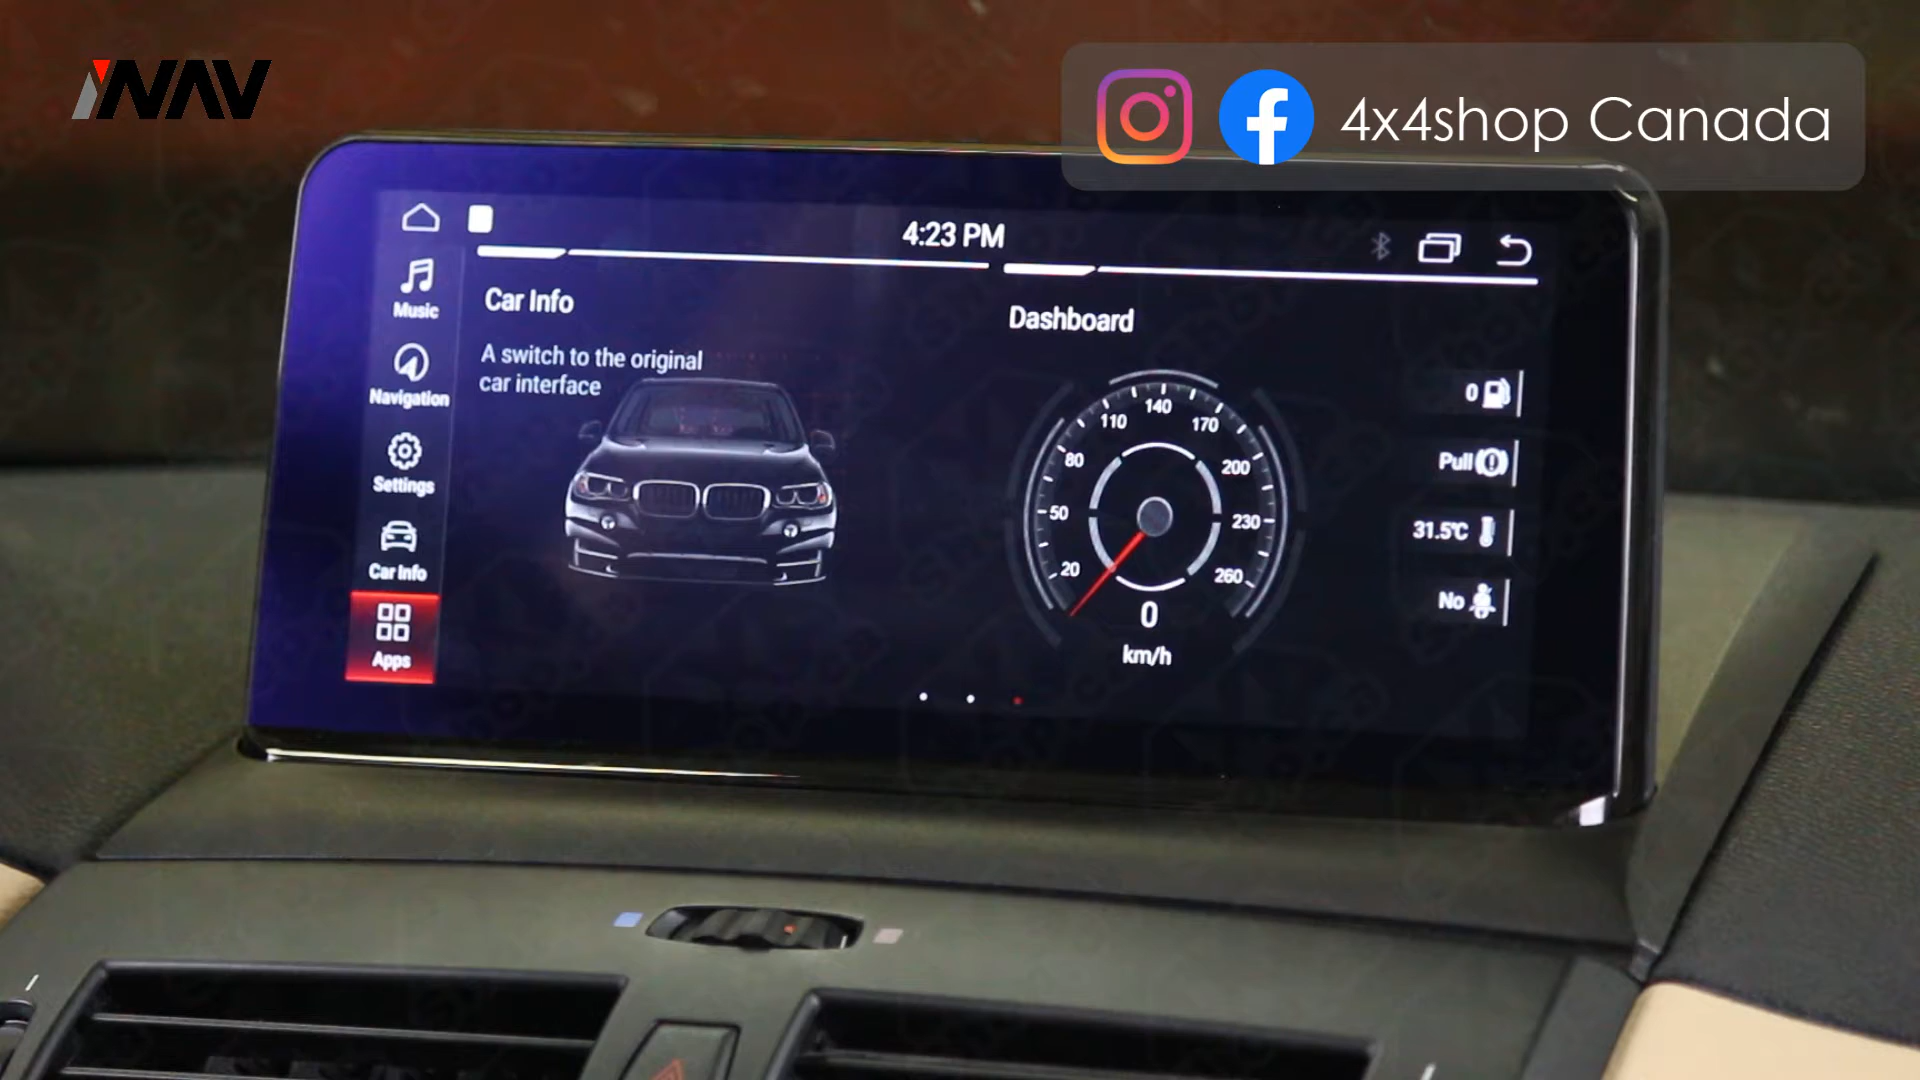 iNAV
4x4shop Canada
4:23 PM
Music
Navigation
Settings
Car Info
Apps
Car Info
A switch to the original
car interface
Dashboard
20
50
80
110
140
170
200
230
260
0
km/h
0
Pull
31.5°C
No